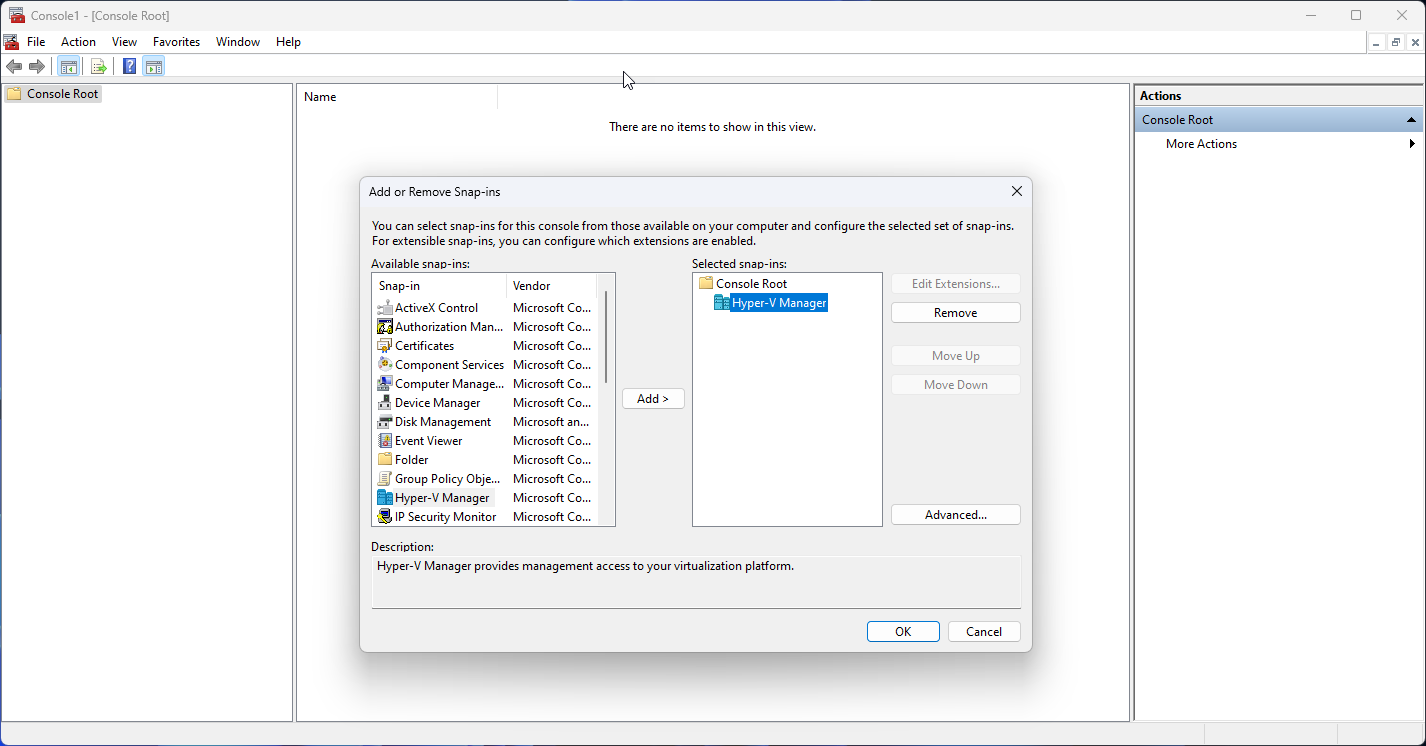 Console1 - [Console Root]
File Action View Favorites Window Help
Console Root
Name
There are no items to show in this view.
Actions
Console Root
More Actions
Add or Remove Snap-ins
You can select snap-ins for this console from those available on your computer and configure the selected set of snap-ins.
For extensible snap-ins, you can configure which extensions are enabled.
Available snap-ins:
Snap-in Vendor
ActiveX Control Microsoft Co...
Authorization Man... Microsoft Co...
Certificates Microsoft Co...
Component Services Microsoft Co...
Computer Manage... Microsoft Co...
Device Manager Microsoft Co...
Disk Management Microsoft an...
Event Viewer Microsoft Co...
Folder Microsoft Co...
Group Policy Obje... Microsoft Co...
Hyper-V Manager Microsoft Co...
IP Security Monitor Microsoft Co...
Add >
Selected snap-ins:
Console Root
Hyper-V Manager
Edit Extensions...
Remove
Move Up
Move Down
Advanced...
Description:
Hyper-V Manager provides management access to your virtualization platform.
OK Cancel